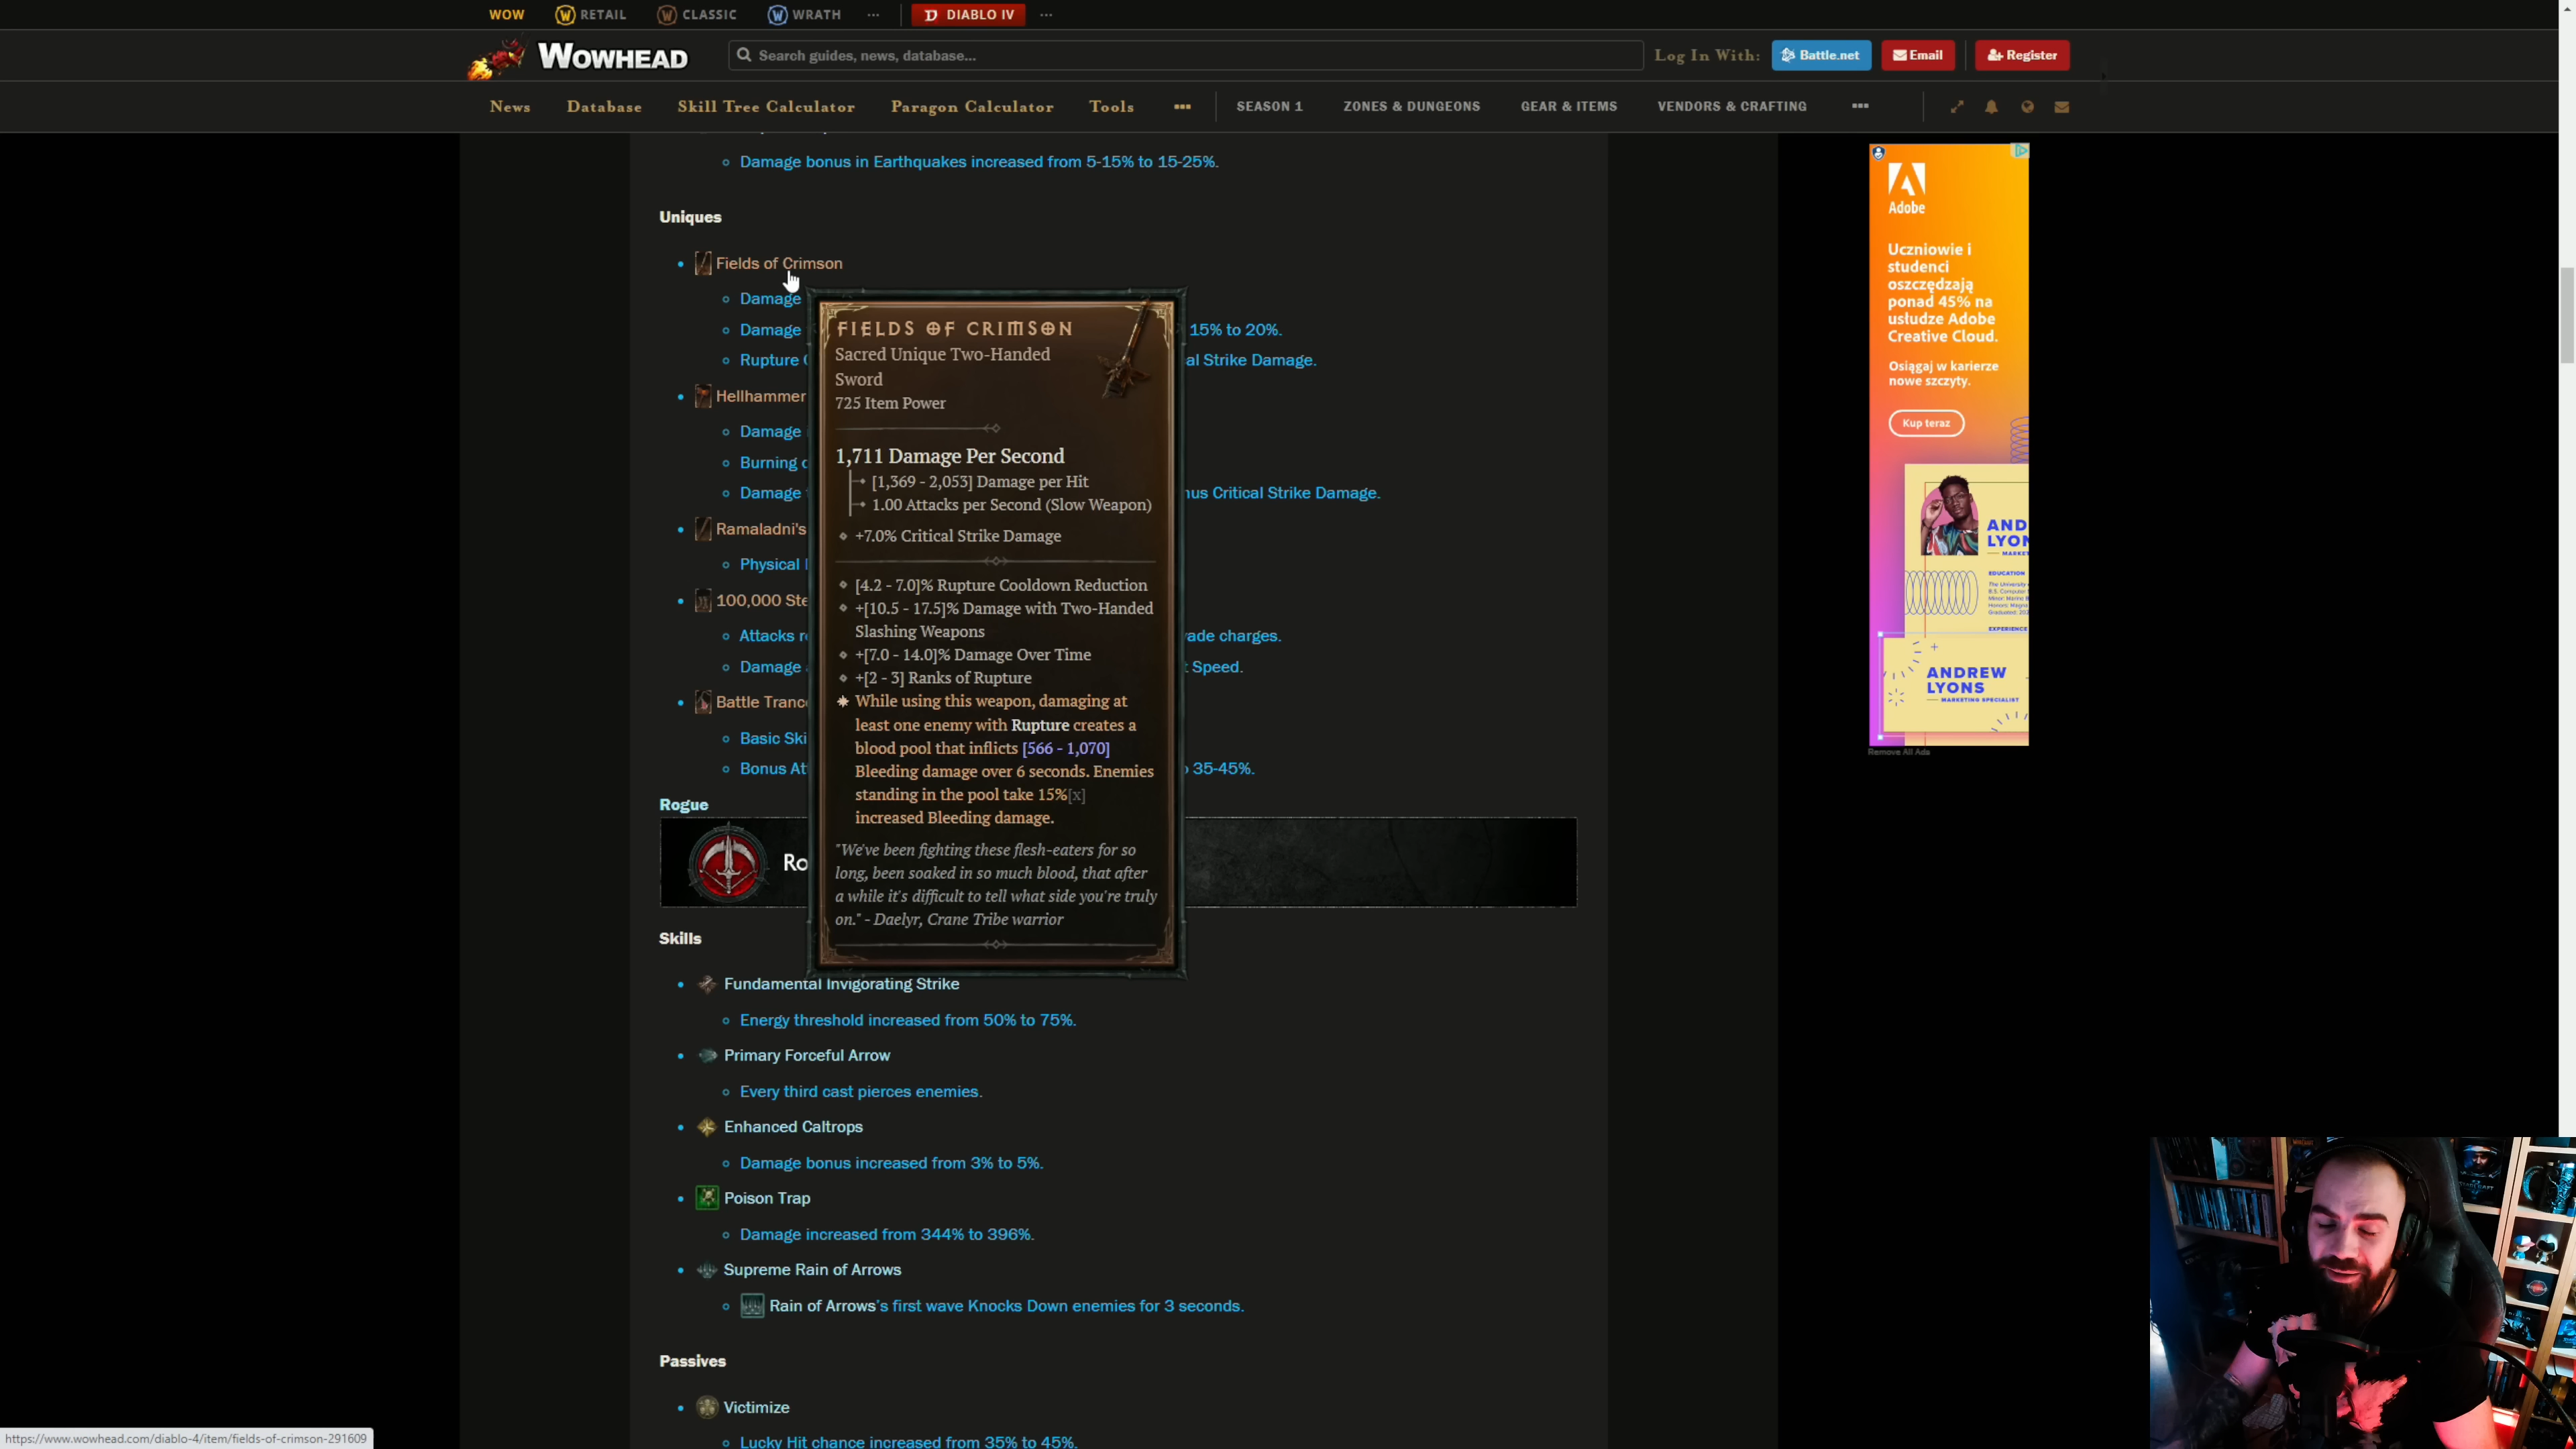 WOW RETAIL CLASSIC WRATH DIABLO IV
WOWHEAD Search guides, news, database... Log In With: Battle.net Email Register
News Database Skill Tree Calculator Paragon Calculator Tools SEASON 1 ZONES & DUNGEONS GEAR & ITEMS VENDORS & CRAFTING
Damage bonus in Earthquakes increased from 5-15% to 15-25%.
Uniques
Fields of Crimson
Damage
Damage 15% to 20%.
Rupture al Strike Damage.
Hellhammer
Damage
Burning
Damage nus Critical Strike Damage.
Ramaladni's
Physical
100,000 Ste
Attacks ade charges.
Damage Speed.
Battle Tranc
Basic Ski
Bonus At 35-45%.
FIELDS OF CRIMSON
Sacred Unique Two-Handed
Sword
725 Item Power
1,711 Damage Per Second
[1,369 - 2,053] Damage per Hit
1.00 Attacks per Second (Slow Weapon)
+7.0% Critical Strike Damage
[4.2 - 7.0]% Rupture Cooldown Reduction
+[10.5 - 17.5]% Damage with Two-Handed
Slashing Weapons
+[7.0 - 14.0]% Damage Over Time
+[2 - 3] Ranks of Rupture
While using this weapon, damaging at
least one enemy with Rupture creates a
blood pool that inflicts [566 - 1,070]
Bleeding damage over 6 seconds. Enemies
standing in the pool take 15%[x]
increased Bleeding damage.
"We've been fighting these flesh-eaters for so
long, been soaked in so much blood, that after
a while it's difficult to tell what side you're truly
on." - Daelyr, Crane Tribe warrior
Rogue
Ro
Skills
Fundamental Invigorating Strike
Energy threshold increased from 50% to 75%.
Primary Forceful Arrow
Every third cast pierces enemies.
Enhanced Caltrops
Damage bonus increased from 3% to 5%.
Poison Trap
Damage increased from 344% to 396%.
Supreme Rain of Arrows
Rain of Arrows's first wave Knocks Down enemies for 3 seconds.
Passives
Victimize
Lucky Hit chance increased from 35% to 45%.
Adobe
Uczniowie i
studenci
oszczędzają
ponad 45% na
usłudze Adobe
Creative Cloud.
Osiągaj w karierze
nowe szczyty.
Kup teraz
AND
LYON
MARKET
EDUCATION
EXPERIENCE
ANDREW
LYONS
MARKETING SPECIALIST
Remove All Ads
https://www.wowhead.com/diablo-4/item/fields-of-crimson-291609